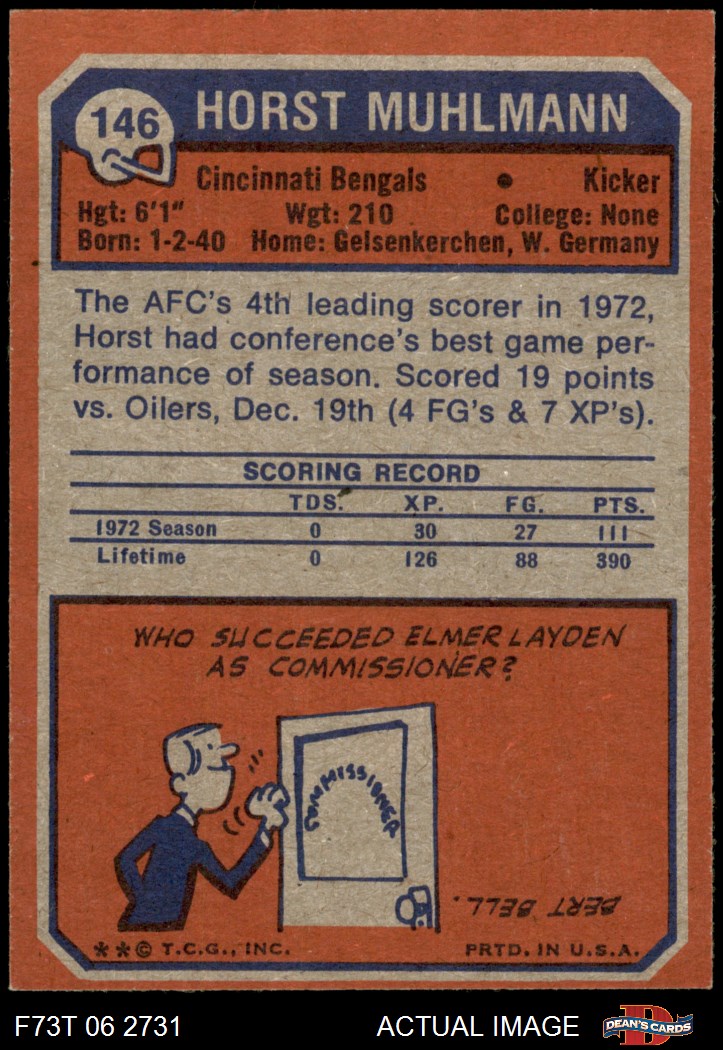 146
HORST MUHLMANN
Cincinnati Bengals • Kicker
Hgt: 6'1" Wgt: 210 College: None
Born: 1-2-40 Home: Gelsenkerchen, W. Germany
The AFC's 4th leading scorer in 1972,
Horst had conference's best game per-
formance of season. Scored 19 points
vs. Oilers, Dec. 19th (4 FG's & 7 XP's).
SCORING RECORD
TDS. XP. FG. PTS.
1972 Season 0 30 27 111
Lifetime 0 126 88 390
WHO SUCCEEDED ELMER LAYDEN
AS COMMISSIONER?
COMMISSIONER
BERT BELL.
**© T.C.G., INC. PRTD. IN U.S.A.
F73T 06 2731 ACTUAL IMAGE D DEAN'S CARDS